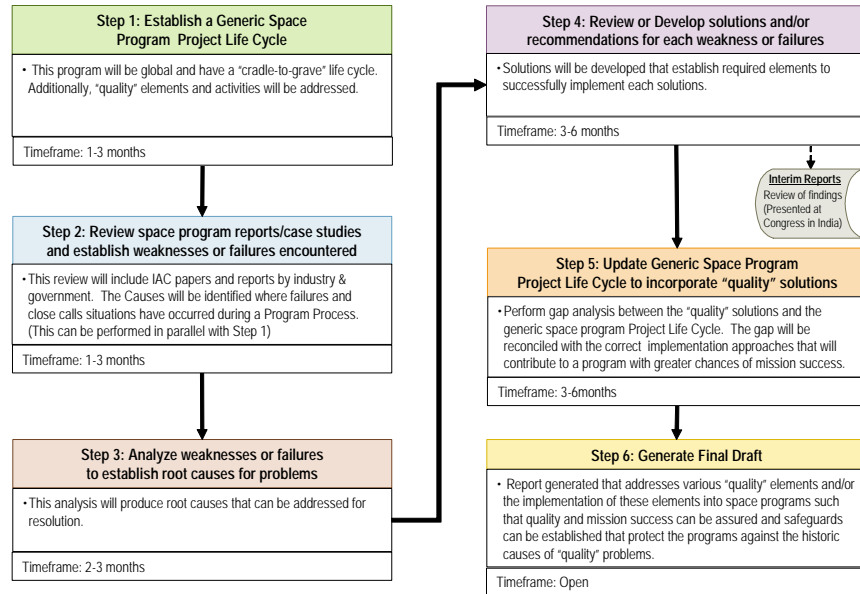 Step 1: Establish a Generic Space
Program Project Life Cycle
• This program will be global and have a "cradle-to-grave" life cycle.
Additionally, "quality" elements and activities will be addressed.
Timeframe: 1-3 months
Step 2: Review space program reports/case studies
and establish weaknesses or failures encountered
• This review will include IAC papers and reports by industry &
government. The Causes will be identified where failures and
close calls situations have occurred during a Program Process.
(This can be performed in parallel with Step 1)
Timeframe: 1-3 months
Step 3: Analyze weaknesses or failures
to establish root causes for problems
• This analysis will produce root causes that can be addressed for
resolution.
Timeframe: 2-3 months
Step 4: Review or Develop solutions and/or
recommendations for each weakness or failures
• Solutions will be developed that establish required elements to
successfully implement each solutions.
Timeframe: 3-6 months
Interim Reports
Review of findings
(Presented at
Congress in India)
Step 5: Update Generic Space Program
Project Life Cycle to incorporate "quality" solutions
• Perform gap analysis between the "quality" solutions and the
generic space program Project Life Cycle. The gap will be
reconciled with the correct implementation approaches that will
contribute to a program with greater chances of mission success.
Timeframe: 3-6months
Step 6: Generate Final Draft
• Report generated that addresses various "quality" elements and/or
the implementation of these elements into space programs such
that quality and mission success can be assured and safeguards
can be established that protect the programs against the historic
causes of "quality" problems.
Timeframe: Open